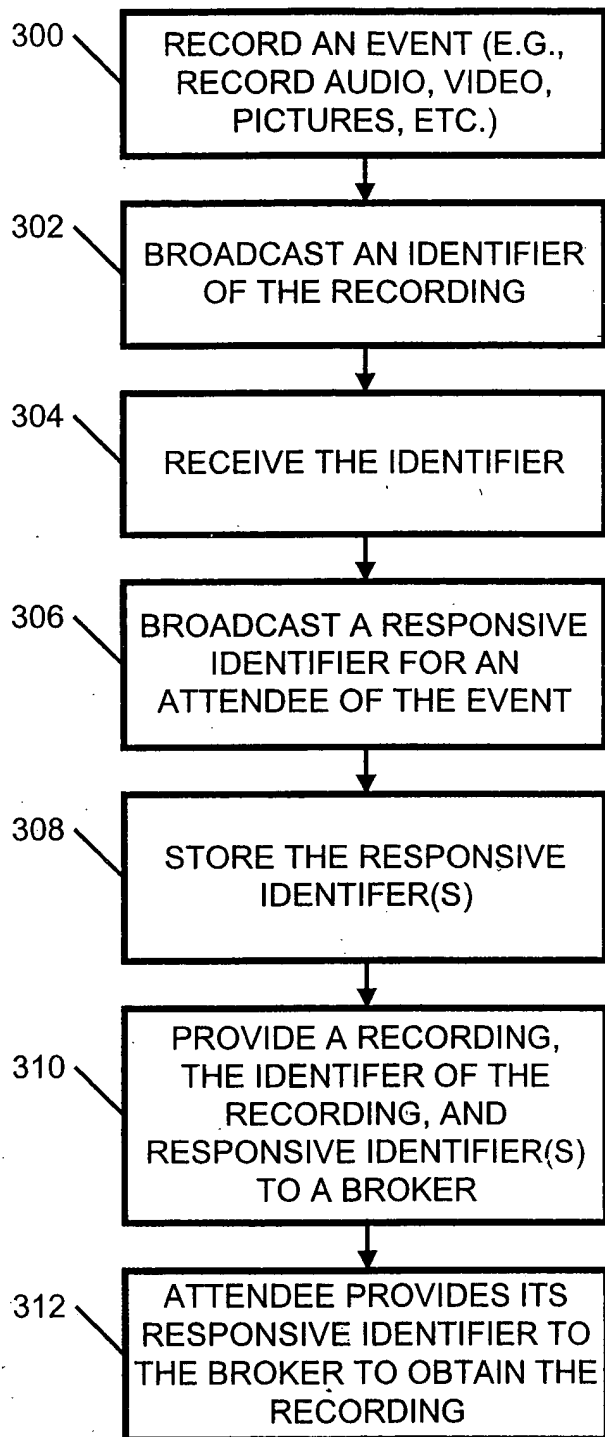 300
RECORD AN EVENT (E.G.,
RECORD AUDIO, VIDEO,
PICTURES, ETC.)
302
BROADCAST AN IDENTIFIER
OF THE RECORDING
304
RECEIVE THE IDENTIFIER
306
BROADCAST A RESPONSIVE
IDENTIFIER FOR AN
ATTENDEE OF THE EVENT
308
STORE THE RESPONSIVE
IDENTIFER(S)
310
PROVIDE A RECORDING,
THE IDENTIFER OF THE
RECORDING, AND
RESPONSIVE IDENTIFIER(S)
TO A BROKER
312
ATTENDEE PROVIDES ITS
RESPONSIVE IDENTIFIER TO
THE BROKER TO OBTAIN THE
RECORDING